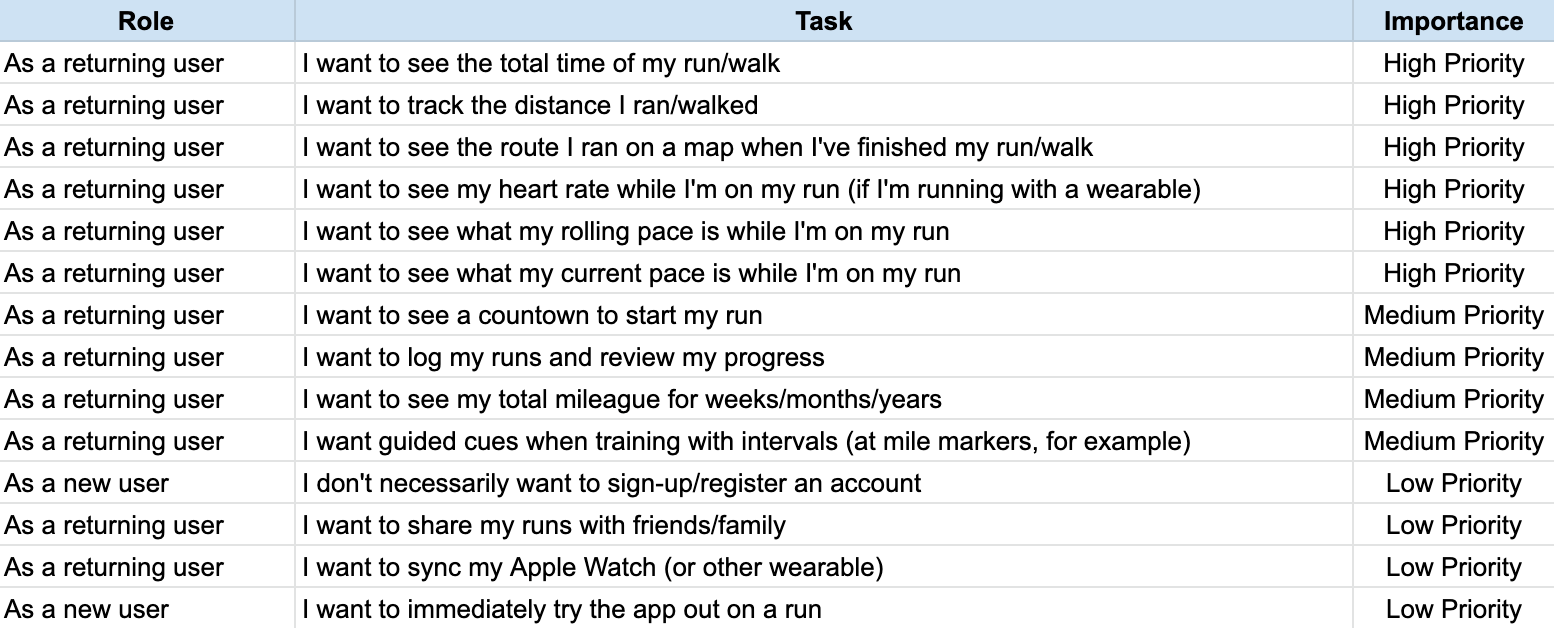 Role Task Importance
As a returning user I want to see the total time of my run/walk High Priority
As a returning user I want to track the distance I ran/walked High Priority
As a returning user I want to see the route I ran on a map when I've finished my run/walk High Priority
As a returning user I want to see my heart rate while I'm on my run (if I'm running with a wearable) High Priority
As a returning user I want to see what my rolling pace is while I'm on my run High Priority
As a returning user I want to see what my current pace is while I'm on my run High Priority
As a returning user I want to see a countown to start my run Medium Priority
As a returning user I want to log my runs and review my progress Medium Priority
As a returning user I want to see my total mileague for weeks/months/years Medium Priority
As a returning user I want guided cues when training with intervals (at mile markers, for example) Medium Priority
As a new user I don't necessarily want to sign-up/register an account Low Priority
As a returning user I want to share my runs with friends/family Low Priority
As a returning user I want to sync my Apple Watch (or other wearable) Low Priority
As a new user I want to immediately try the app out on a run Low Priority